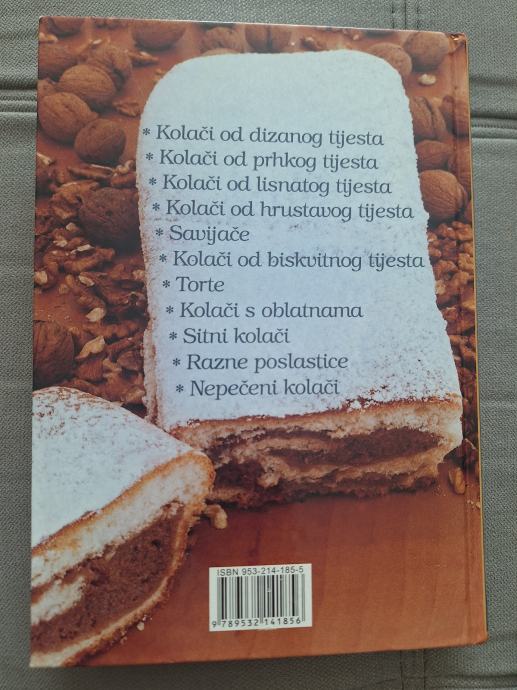 * Kolači od dizanog tijesta
* Kolači od prhkog tijesta
* Kolači od lisnatog tijesta
* Kolači od hrustavog tijesta
* Savijače
* Kolači od biskvitnog tijesta
* Torte
* Kolači s oblatnama
* Sitni kolači
* Razne poslastice
* Nepečeni kolači
ISBN 953-214-185-5
9 789532 141856